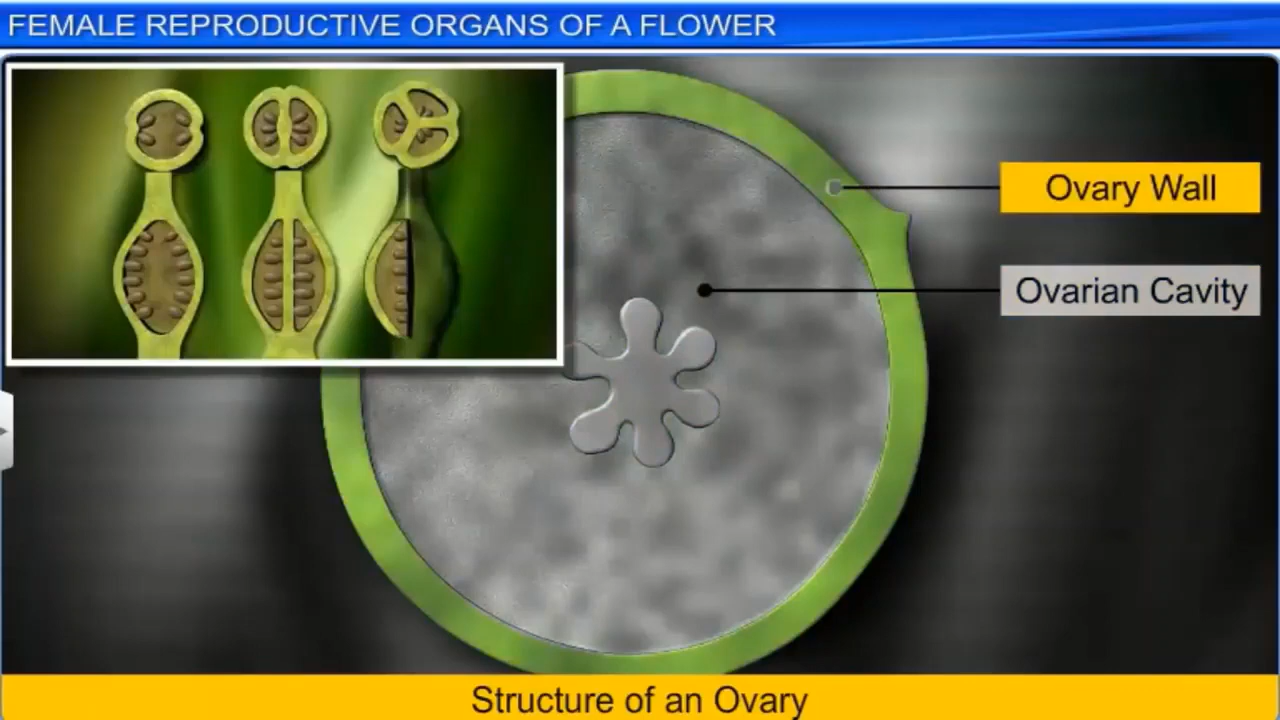 FEMALE REPRODUCTIVE ORGANS OF A FLOWER
Ovary Wall
Ovarian Cavity
Structure of an Ovary